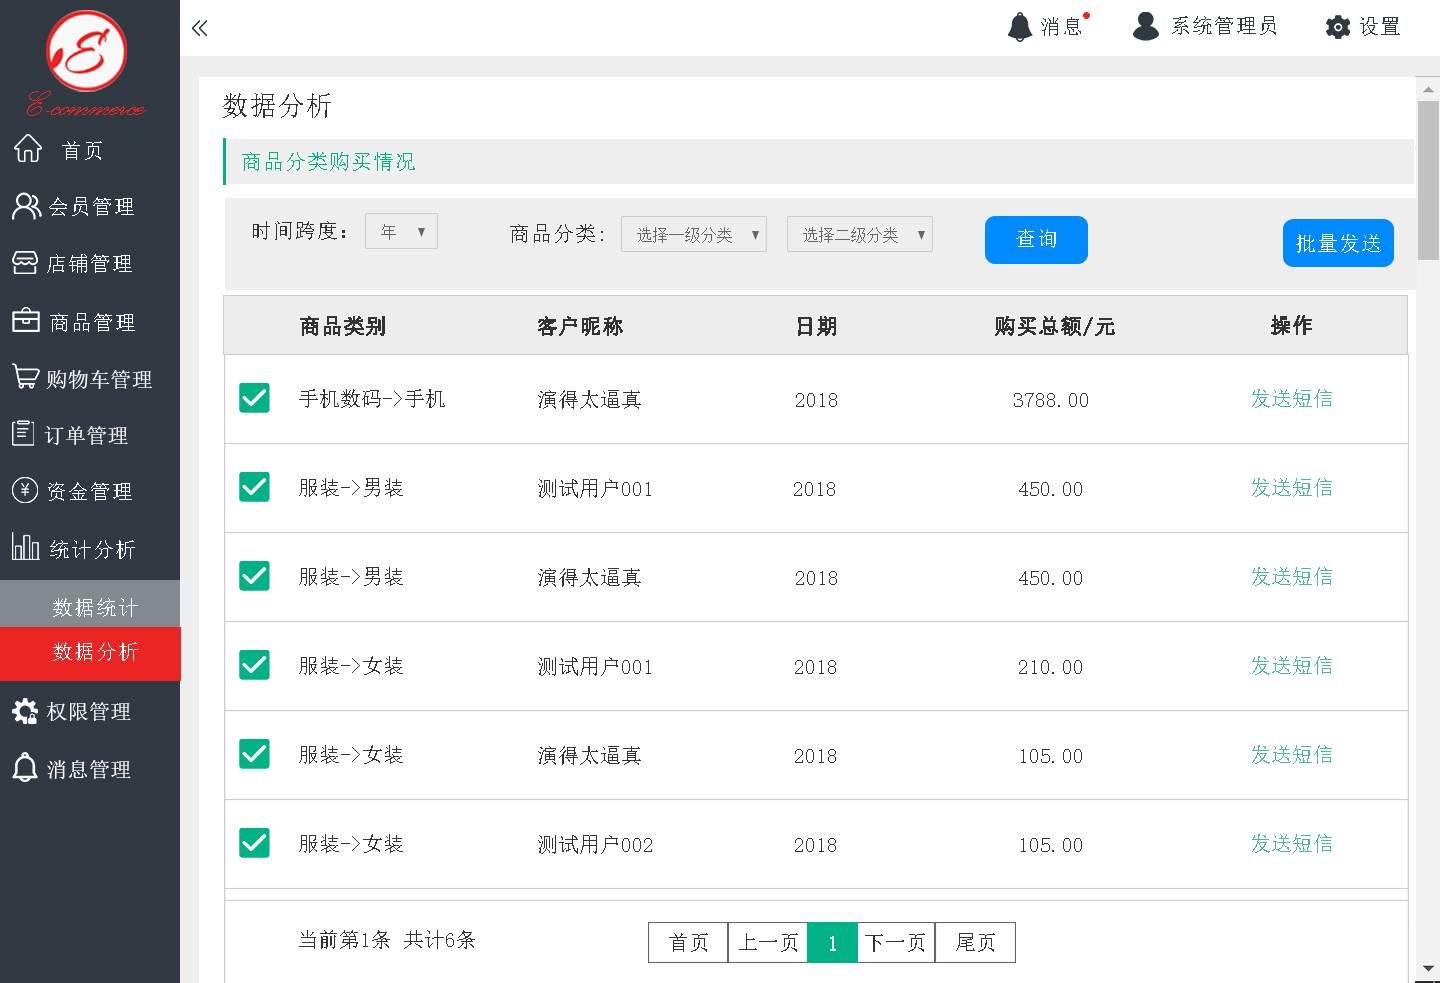 消息 系统管理员 设置
E-commerce
首页
会员管理
店铺管理
商品管理
购物车管理
订单管理
资金管理
统计分析
数据统计
数据分析
权限管理
消息管理
数据分析
商品分类购买情况
时间跨度: 年 商品分类: 选择一级分类 选择二级分类 查询 批量发送
商品类别 客户昵称 日期 购买总额/元 操作
手机数码->手机 演得太逼真 2018 3788.00 发送短信
服装->男装 测试用户001 2018 450.00 发送短信
服装->男装 演得太逼真 2018 450.00 发送短信
服装->女装 测试用户001 2018 210.00 发送短信
服装->女装 演得太逼真 2018 105.00 发送短信
服装->女装 测试用户002 2018 105.00 发送短信
当前第1条 共计6条 首页 上一页 1 下一页 尾页